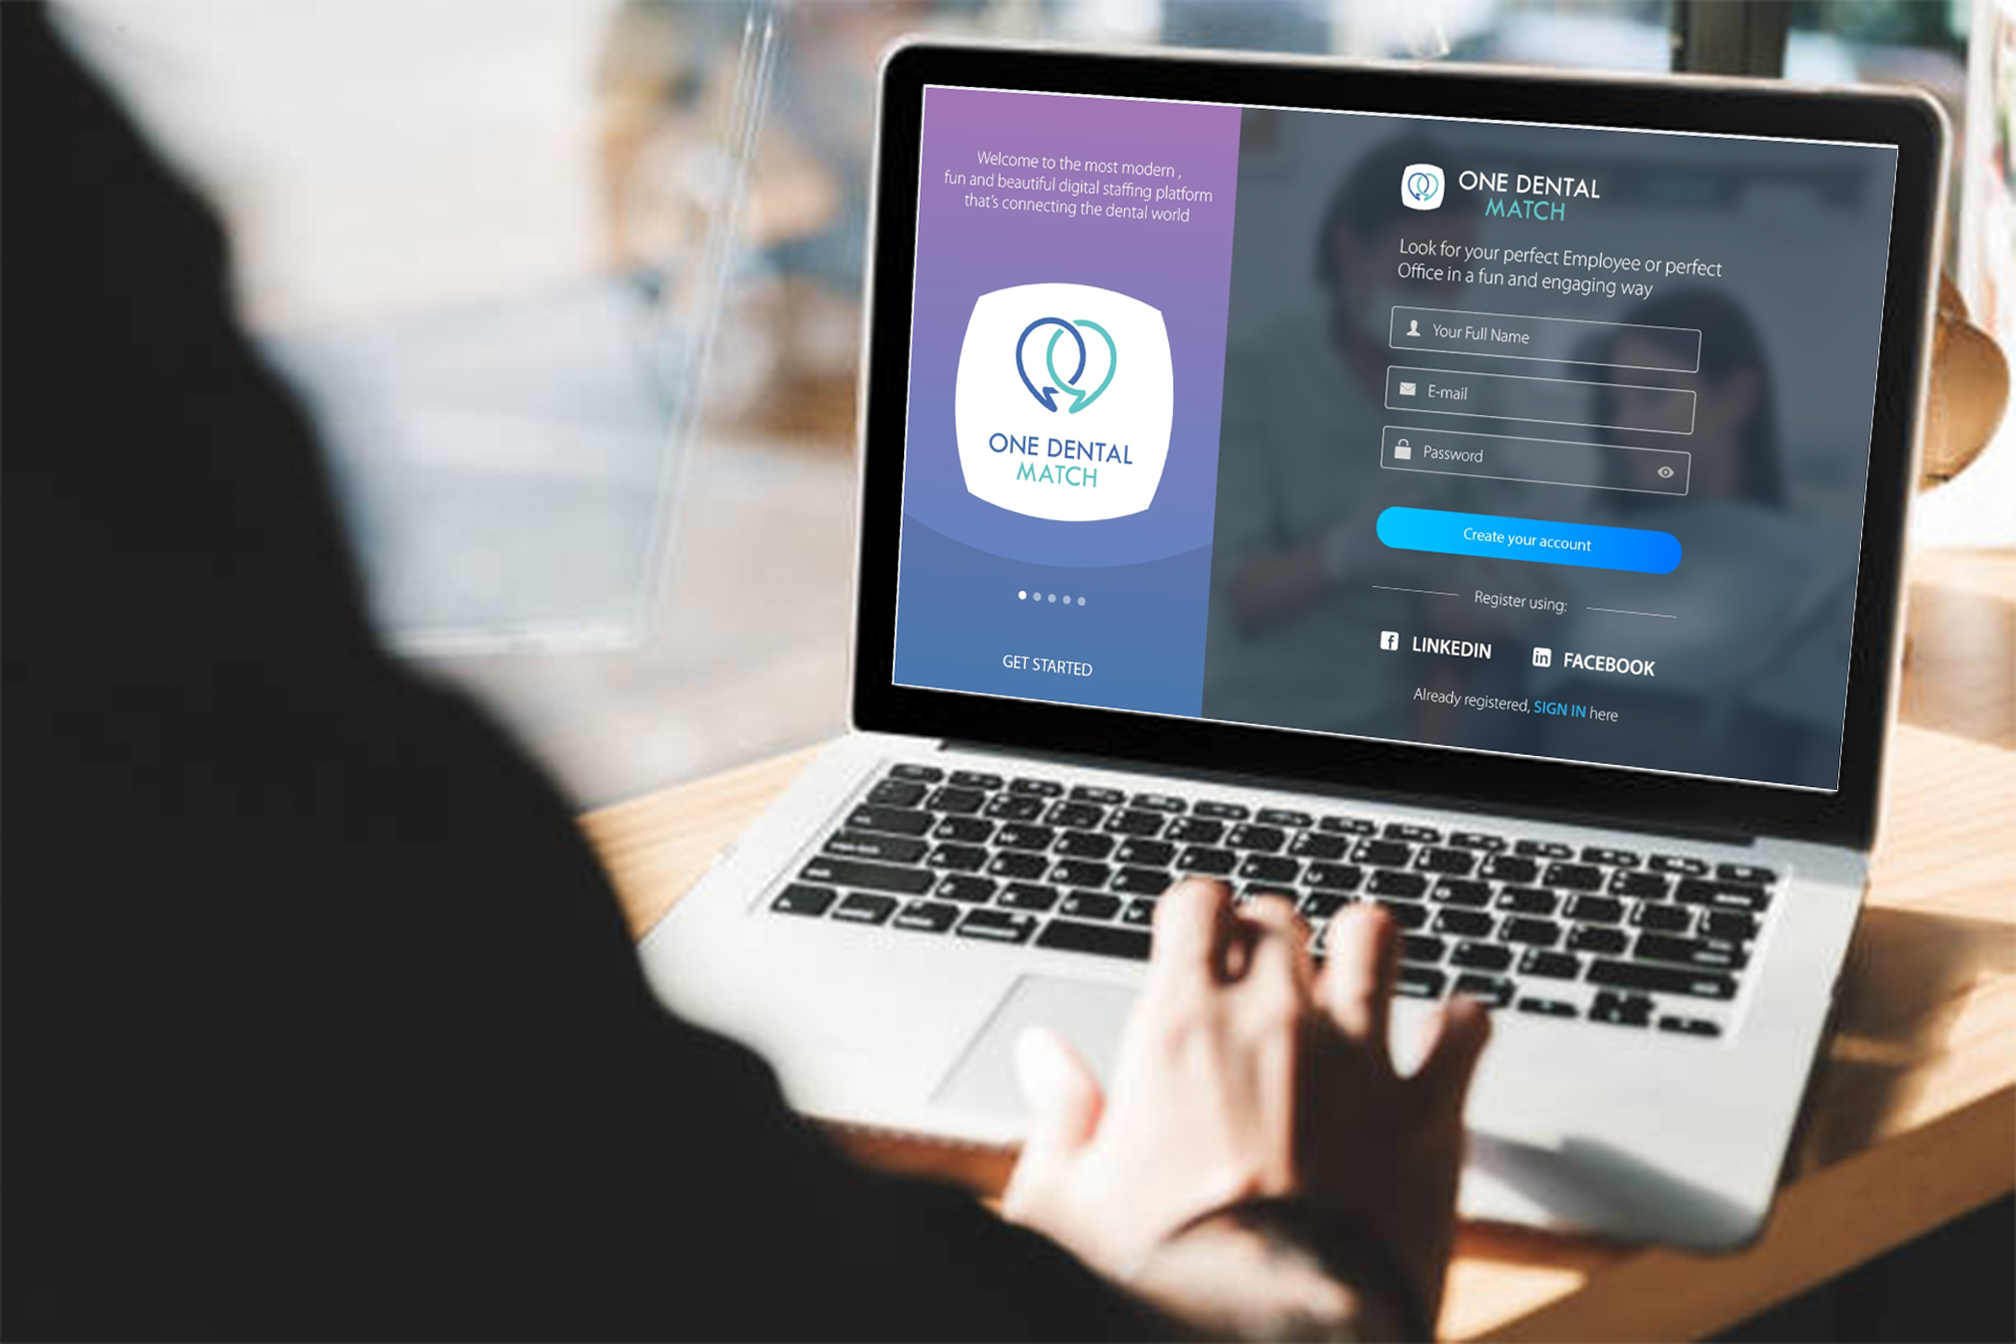 Welcome to the most modern ,
fun and beautiful digital staffing platform
that's connecting the dental world
ONE DENTAL
MATCH
GET STARTED
ONE DENTAL
MATCH
Look for your perfect Employee or perfect
Office in a fun and engaging way
Your Full Name
E-mail
Password
Create your account
Register using:
LINKEDIN FACEBOOK
Already registered, SIGN IN here